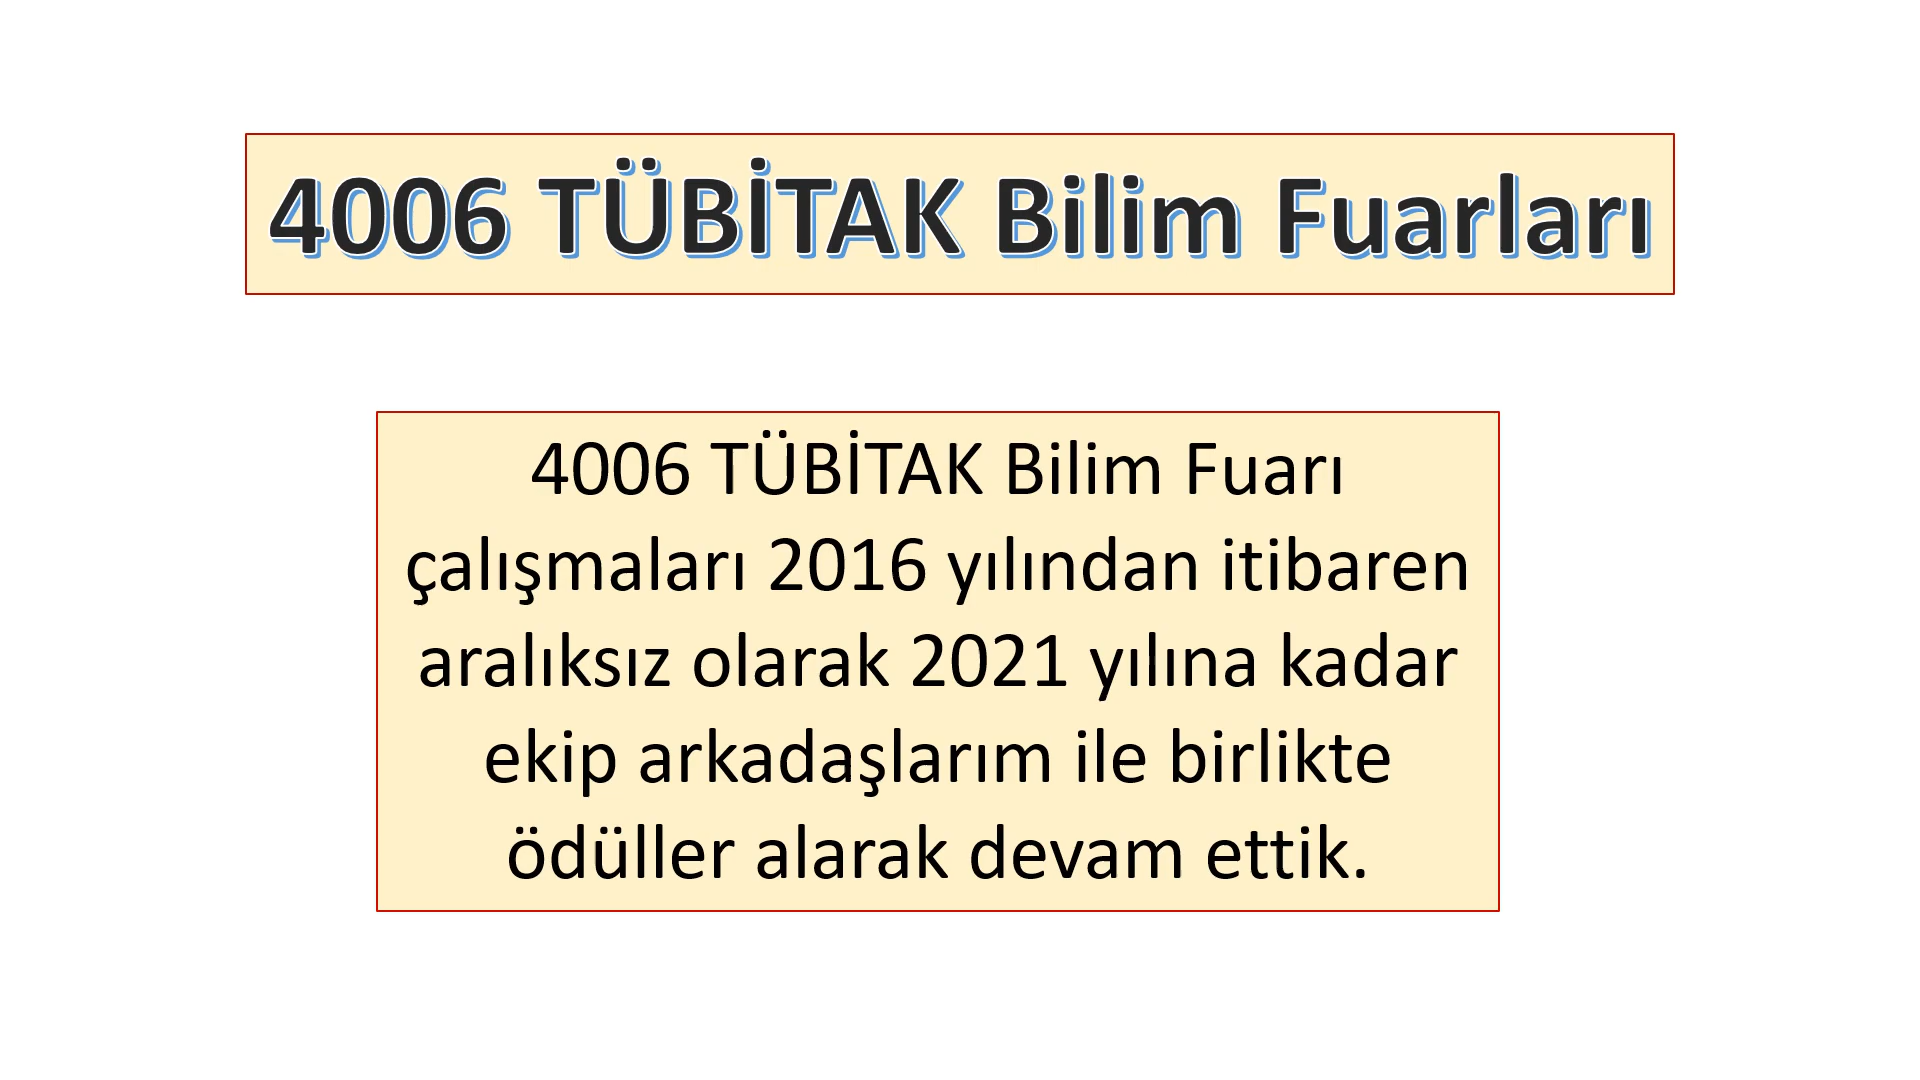 4006 TÜBİTAK Bilim Fuarları
4006 TÜBİTAK Bilim Fuarı
çalışmaları 2016 yılından itibaren
aralıksız olarak 2021 yılına kadar
ekip arkadaşlarım ile birlikte
ödüller alarak devam ettik.